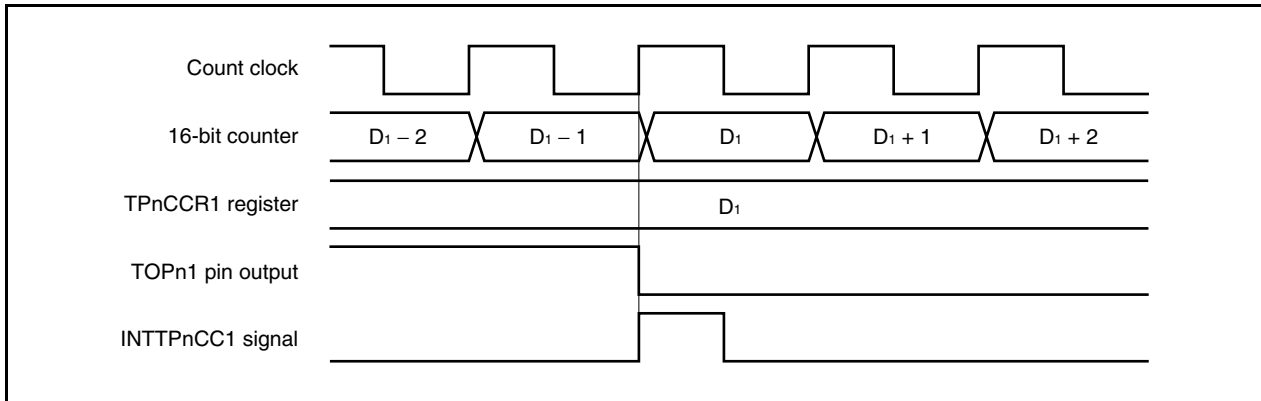 Count clock
16-bit counter D₁ − 2 D₁ − 1 D₁ D₁ + 1 D₁ + 2
TPnCCR1 register D₁
TOPn1 pin output
INTTPnCC1 signal